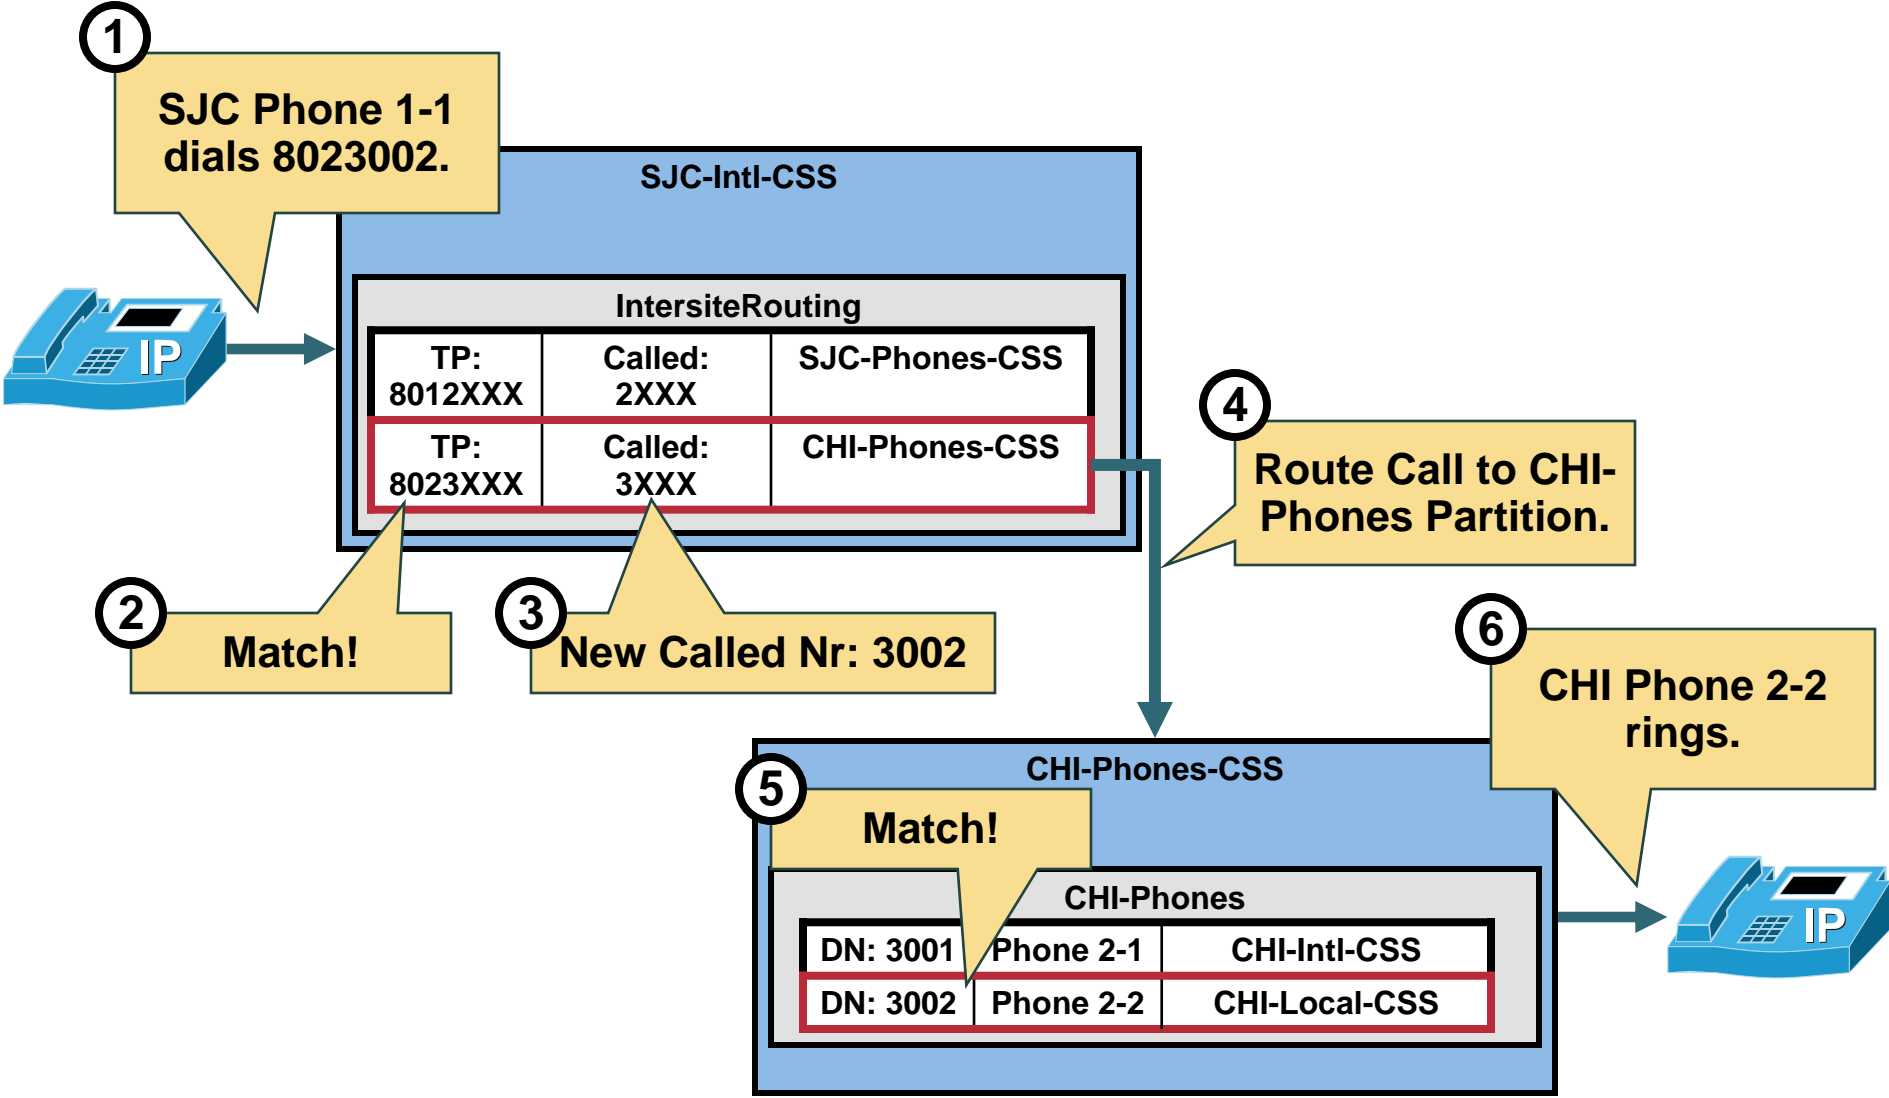 1
SJC Phone 1-1
dials 8023002.
SJC-Intl-CSS
IntersiteRouting
TP:
8012XXX
Called:
2XXX
SJC-Phones-CSS
TP:
8023XXX
Called:
3XXX
CHI-Phones-CSS
IP
2
Match!
3
New Called Nr: 3002
4
Route Call to CHI-
Phones Partition.
CHI-Phones-CSS
5
Match!
CHI-Phones
DN: 3001
Phone 2-1
CHI-Intl-CSS
DN: 3002
Phone 2-2
CHI-Local-CSS
6
CHI Phone 2-2
rings.
IP